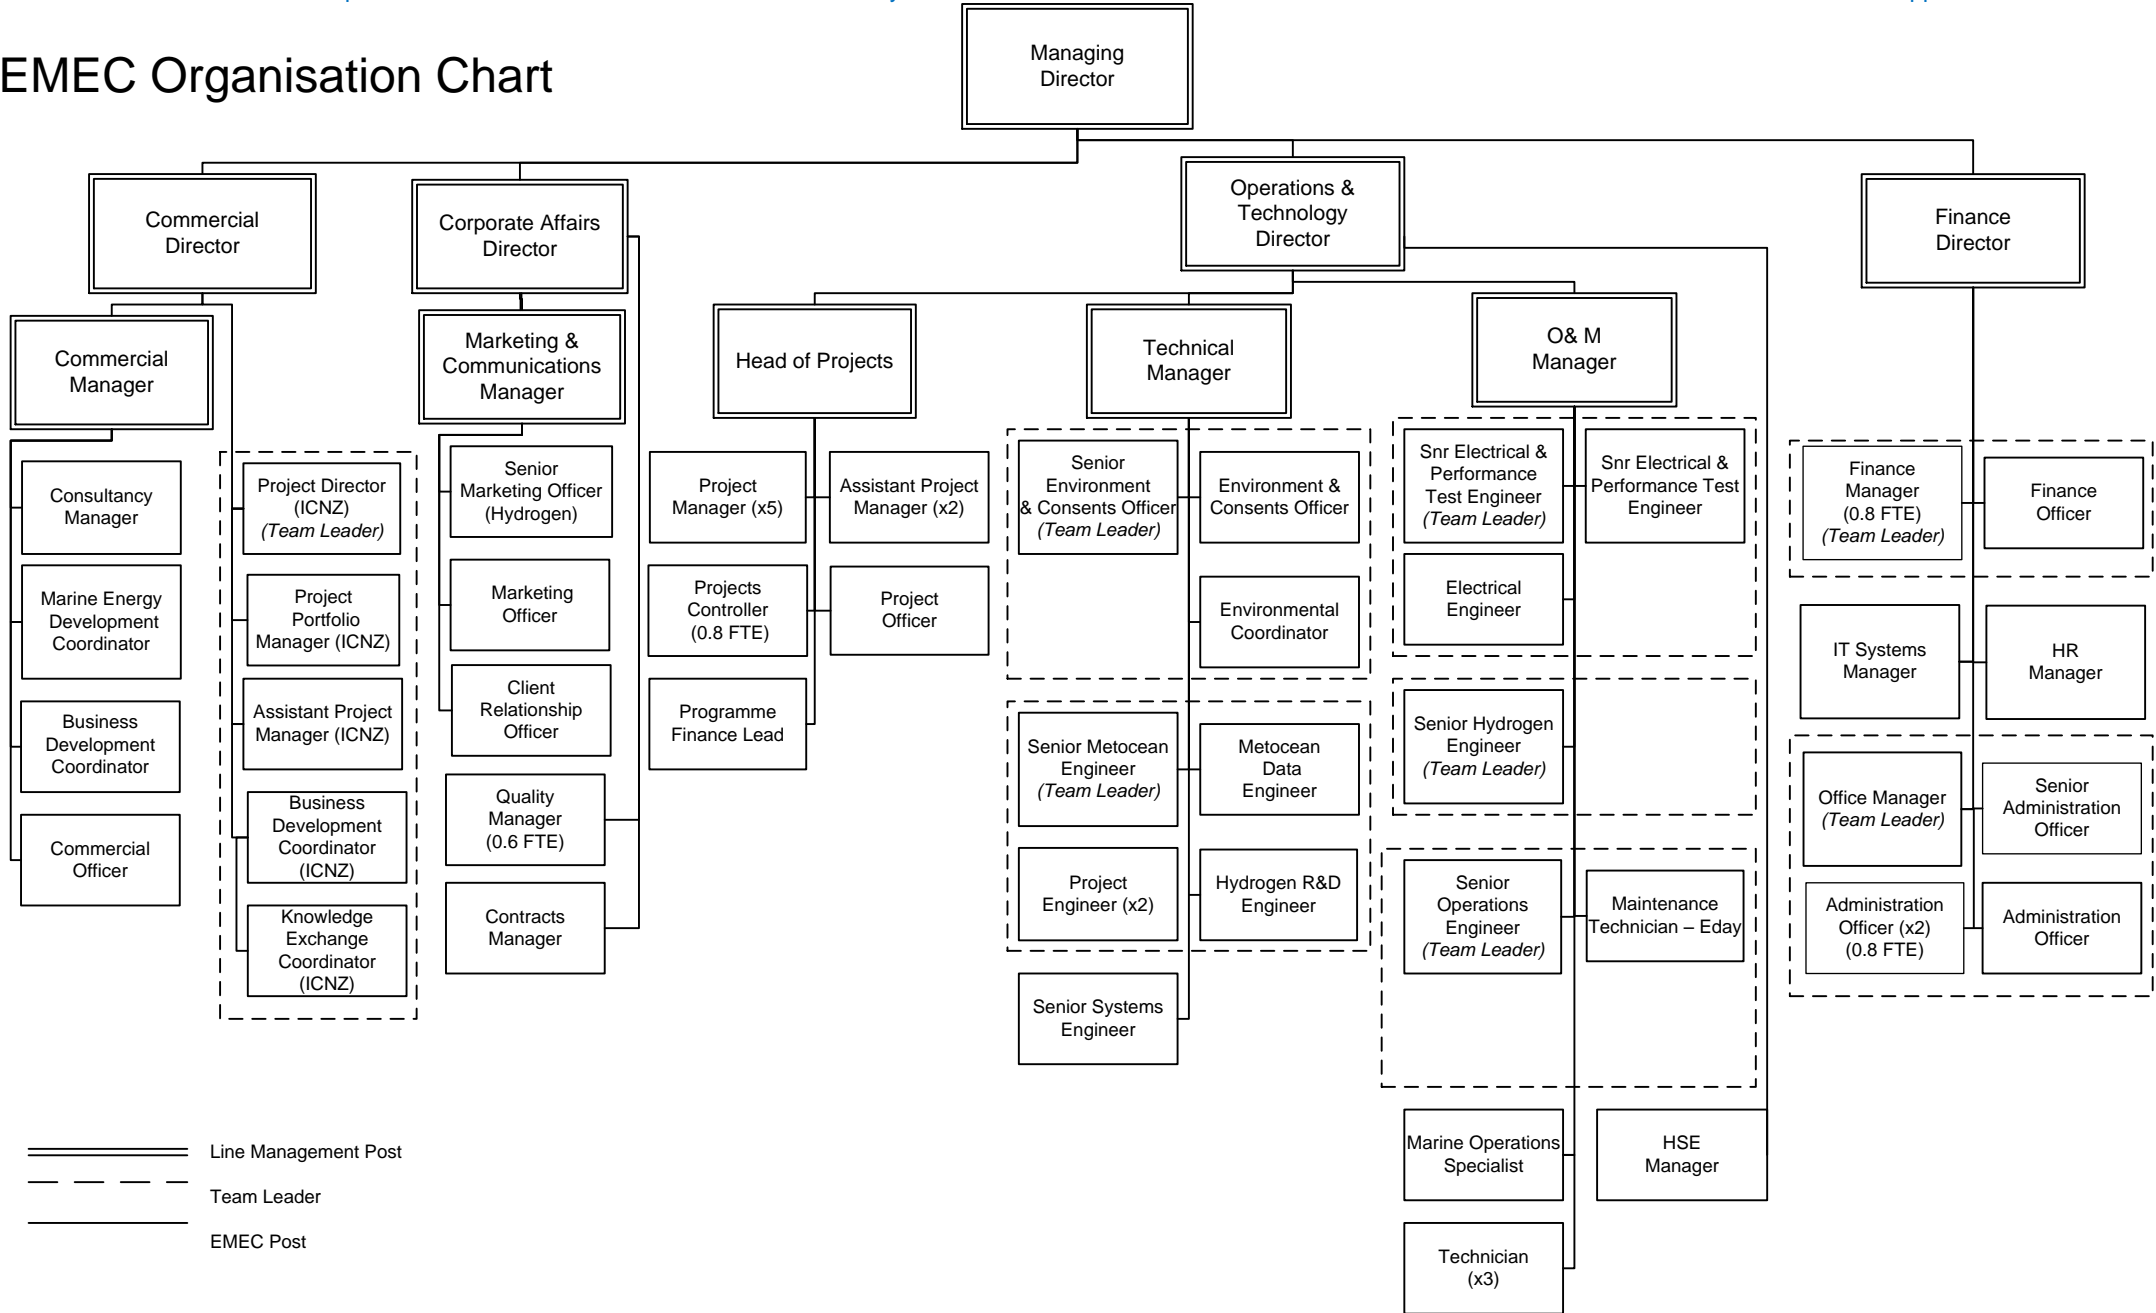 EMEC Organisation Chart
Managing
Director
Commercial
Director
Corporate Affairs
Director
Operations &
Technology
Director
Finance
Director
Commercial
Manager
Marketing &
Communications
Manager
Head of Projects
Technical
Manager
O& M
Manager
Consultancy
Manager
Marine Energy
Development
Coordinator
Business
Development
Coordinator
Commercial
Officer
Project Director
(ICNZ)
(Team Leader)
Project
Portfolio
Manager (ICNZ)
Assistant Project
Manager (ICNZ)
Business
Development
Coordinator
(ICNZ)
Knowledge
Exchange
Coordinator
(ICNZ)
Senior
Marketing Officer
(Hydrogen)
Marketing
Officer
Client
Relationship
Officer
Quality
Manager
(0.6 FTE)
Contracts
Manager
Project
Manager (x5)
Assistant Project
Manager (x2)
Projects
Controller
(0.8 FTE)
Project
Officer
Programme
Finance Lead
Senior
Environment
& Consents Officer
(Team Leader)
Environment &
Consents Officer
Environmental
Coordinator
Senior Metocean
Engineer
(Team Leader)
Metocean
Data
Engineer
Project
Engineer (x2)
Hydrogen R&D
Engineer
Senior Systems
Engineer
Snr Electrical &
Performance
Test Engineer
(Team Leader)
Snr Electrical &
Performance Test
Engineer
Electrical
Engineer
Senior Hydrogen
Engineer
(Team Leader)
Senior
Operations
Engineer
(Team Leader)
Maintenance
Technician – Eday
Marine Operations
Specialist
HSE
Manager
Technician
(x3)
Finance
Manager
(0.8 FTE)
(Team Leader)
Finance
Officer
IT Systems
Manager
HR
Manager
Office Manager
(Team Leader)
Senior
Administration
Officer
Administration
Officer (x2)
(0.8 FTE)
Administration
Officer
Line Management Post
Team Leader
EMEC Post